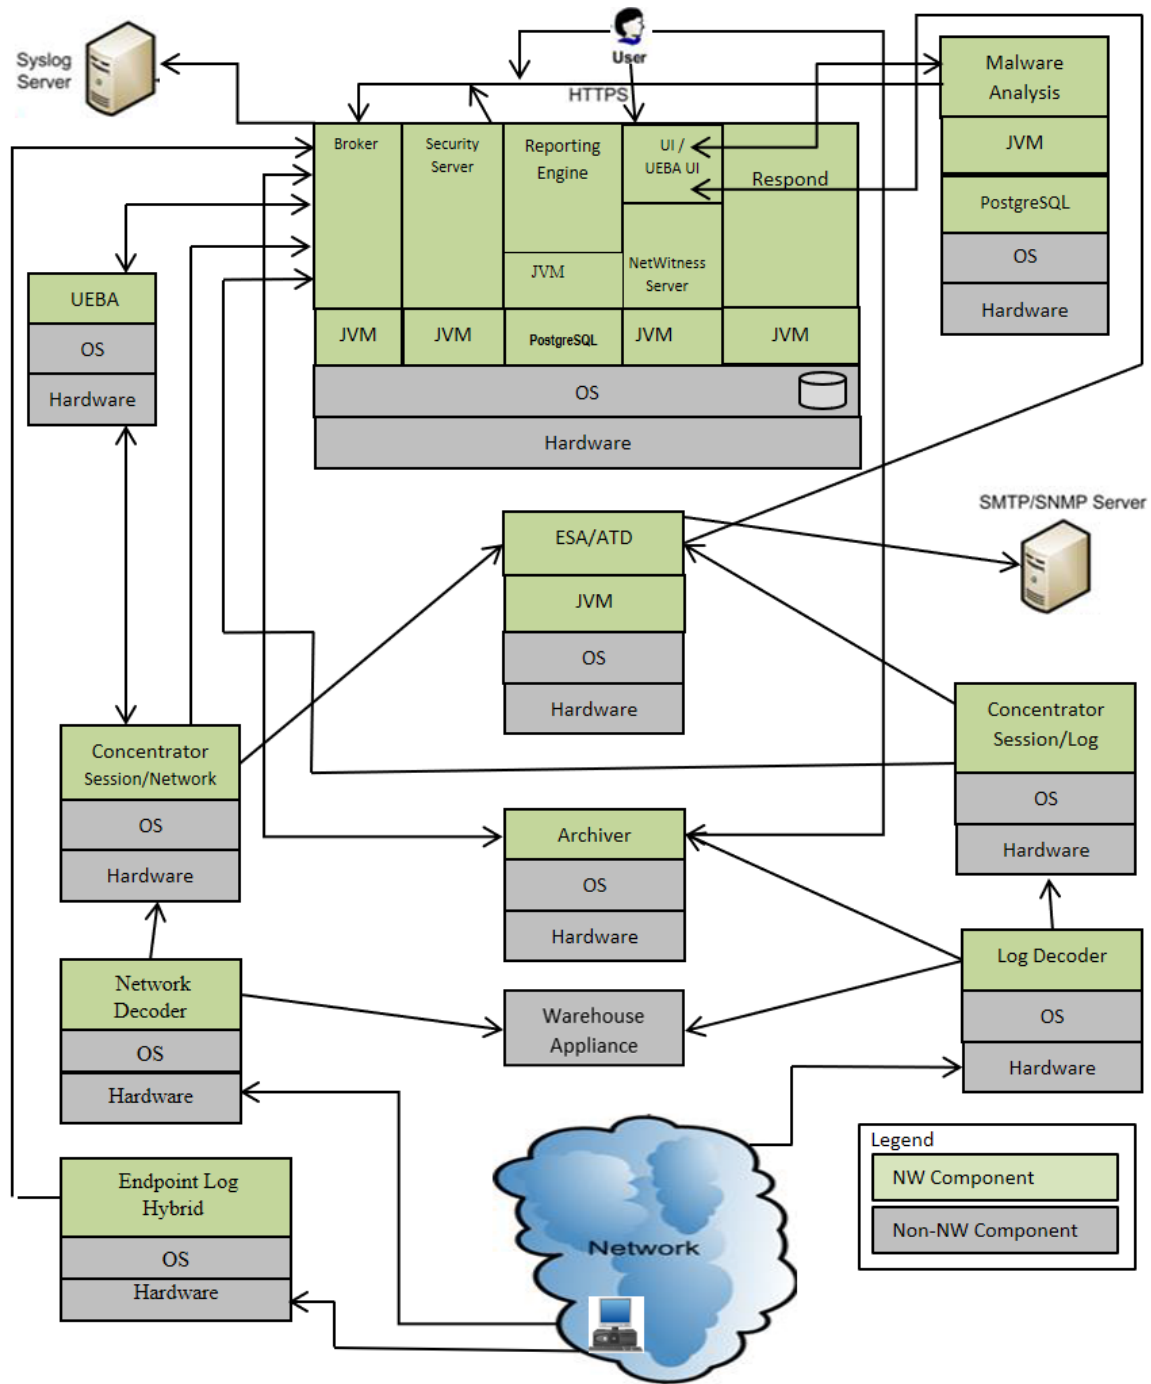 Syslog
Server
User
HTTPS
Malware
Analysis
JVM
PostgreSQL
OS
Hardware
Broker
Security
Server
Reporting
Engine
JVM
UI /
UEBA UI
NetWitness
Server
Respond
JVM
JVM
PostgreSQL
JVM
JVM
OS
Hardware
UEBA
OS
Hardware
SMTP/SNMP Server
ESA/ATD
JVM
OS
Hardware
Concentrator
Session/Network
OS
Hardware
Concentrator
Session/Log
OS
Hardware
Archiver
OS
Hardware
Network
Decoder
OS
Hardware
Warehouse
Appliance
Log Decoder
OS
Hardware
Endpoint Log
Hybrid
OS
Hardware
Network
Legend
NW Component
Non-NW Component